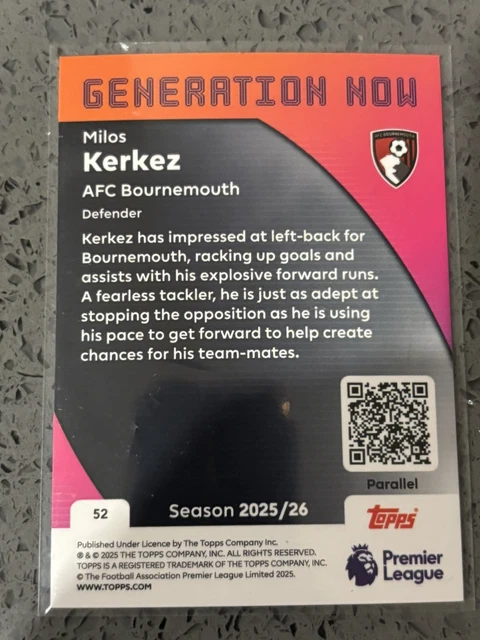 GENERATION NOW
Milos
Kerkez
AFC Bournemouth
Defender
AFC BOURNEMOUTH
Kerkez has impressed at left-back for
Bournemouth, racking up goals and
assists with his explosive forward runs.
A fearless tackler, he is just as adept at
stopping the opposition as he is using
his pace to get forward to help create
chances for his team-mates.
Parallel
52
Season 2025/26
Topps
Published Under Licence by The Topps Company Inc.
® & © 2025 THE TOPPS COMPANY, INC. ALL RIGHTS RESERVED.
TOPPS IS A REGISTERED TRADEMARK OF THE TOPPS COMPANY, INC.
© The Football Association Premier League Limited 2025.
WWW.TOPPS.COM
Premier
League